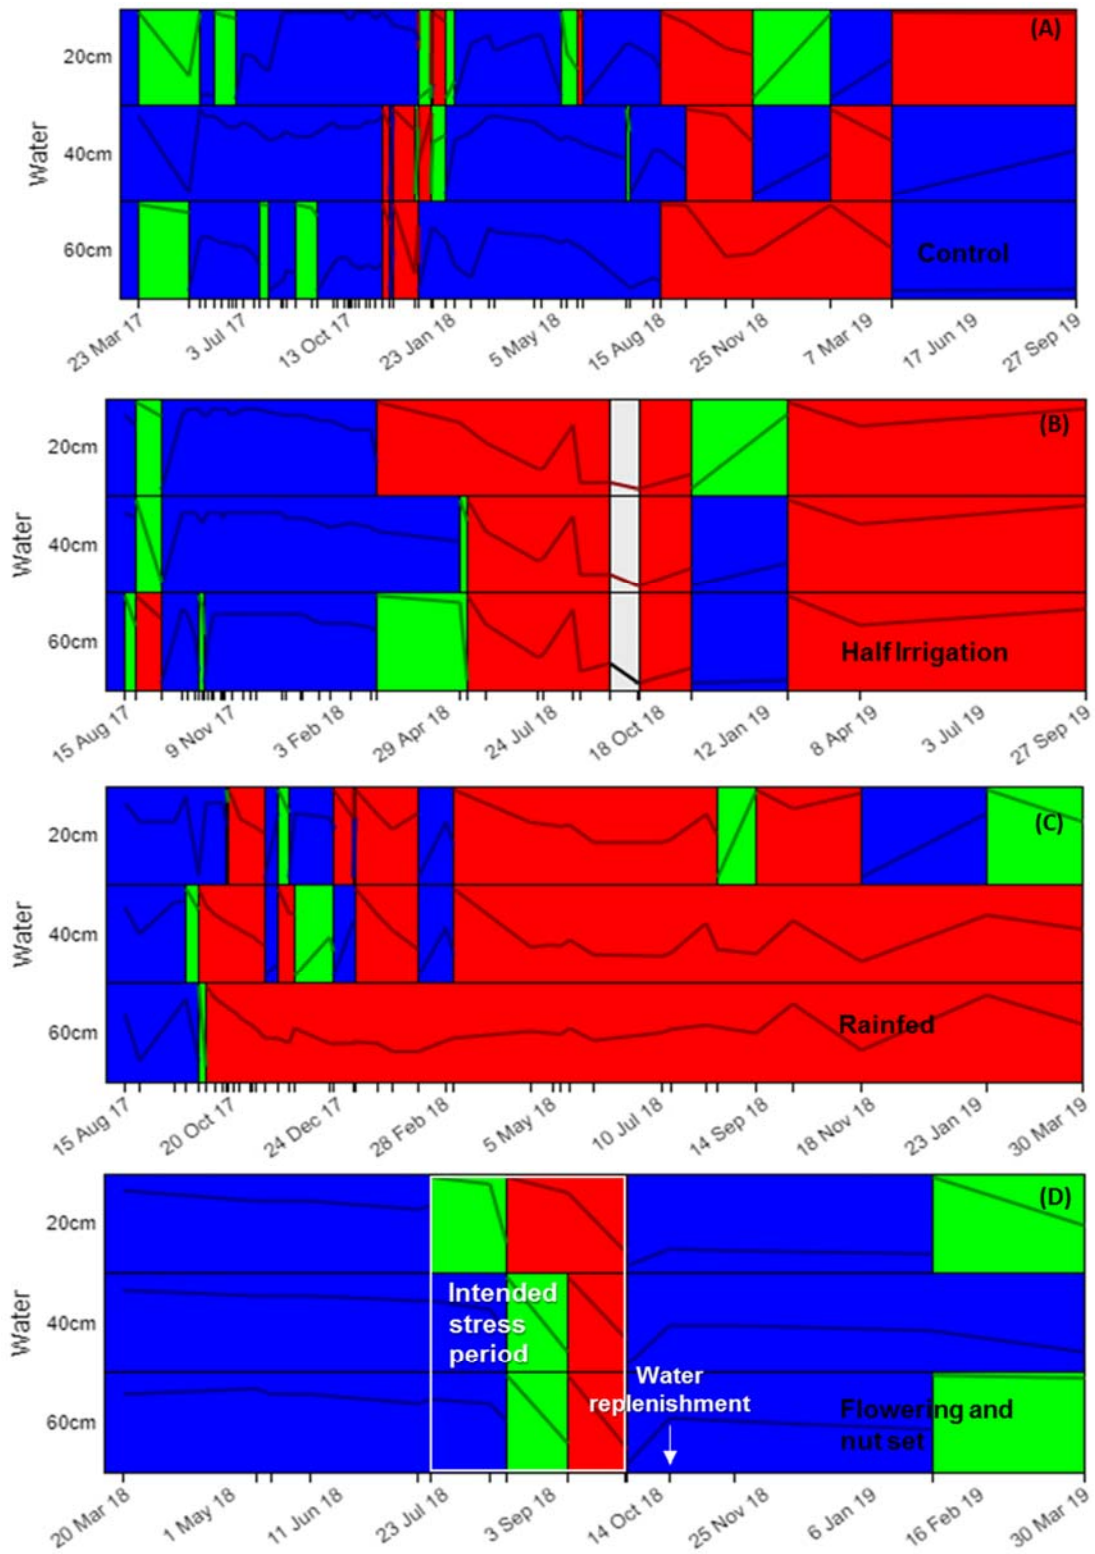 (A)
20cm
40cm
60cm
Water
Control
23 Mar 17
3 Jul 17
13 Oct 17
23 Jan 18
5 May 18
15 Aug 18
25 Nov 18
7 Mar 19
17 Jun 19
27 Sep 19
(B)
20cm
40cm
60cm
Water
Half Irrigation
15 Aug 17
9 Nov 17
3 Feb 18
29 Apr 18
24 Jul 18
18 Oct 18
12 Jan 19
8 Apr 19
3 Jul 19
27 Sep 19
(C)
20cm
40cm
60cm
Water
Rainfed
15 Aug 17
20 Oct 17
24 Dec 17
28 Feb 18
5 May 18
10 Jul 18
14 Sep 18
18 Nov 18
23 Jan 19
30 Mar 19
(D)
20cm
40cm
60cm
Water
Intended
stress
period
Water
replenishment
Flowering and
nut set
20 Mar 18
1 May 18
11 Jun 18
23 Jul 18
3 Sep 18
14 Oct 18
25 Nov 18
6 Jan 19
16 Feb 19
30 Mar 19